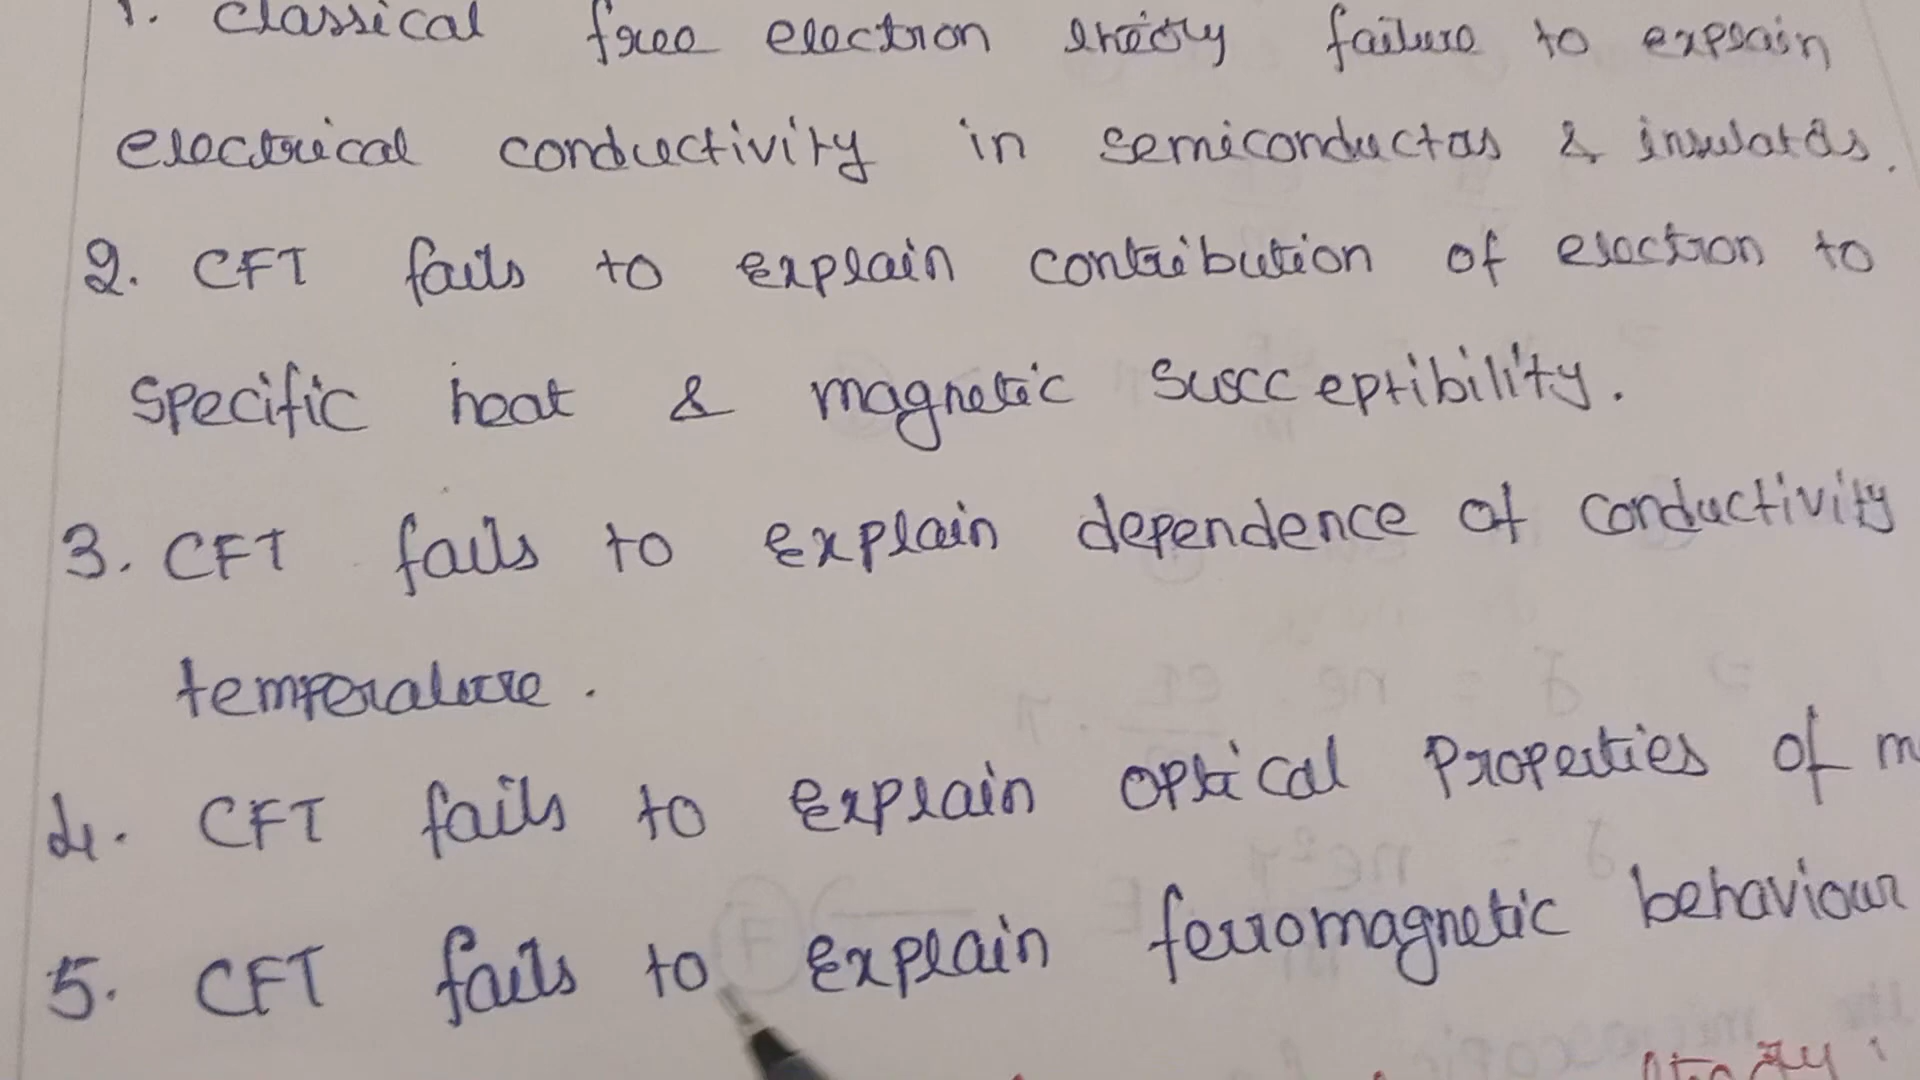 1. Classical free electron theory failure to explain
electrical conductivity in semiconductors & insulators.
2. CFT fails to explain contribution of electron to
specific heat & magnetic Suscceptibility.
3. CFT fails to explain dependence of conductivity
temperature.
4. CFT fails to explain optical Properties of
5. CFT fails to explain ferromagnetic behaviour